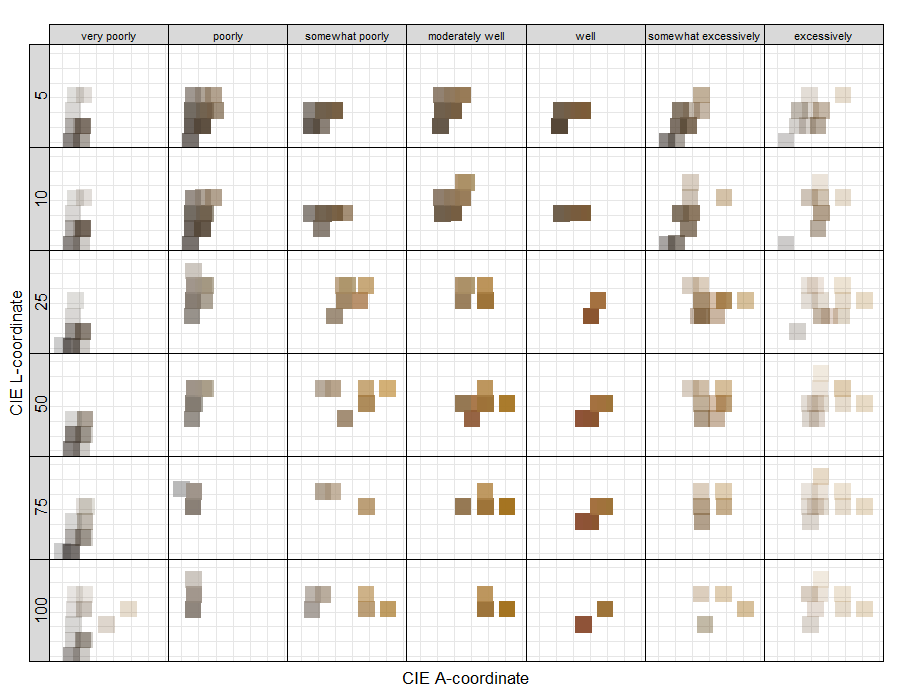 very poorly poorly somewhat poorly moderately well well somewhat excessively excessively
5
10
25
50
75
100
CIE L-coordinate
CIE A-coordinate